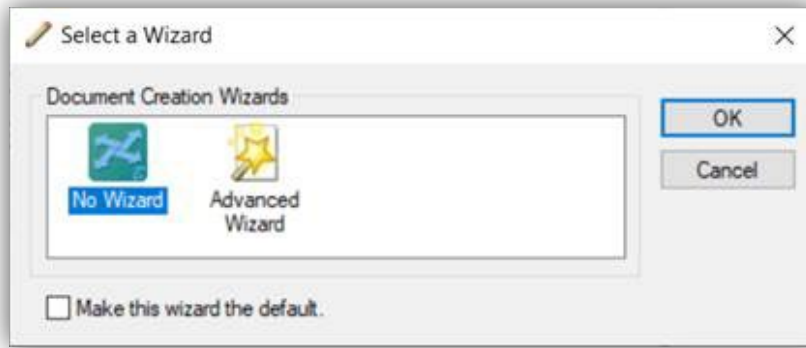 Select a Wizard
Document Creation Wizards
OK
No Wizard
Advanced
Wizard
Cancel
Make this wizard the default.